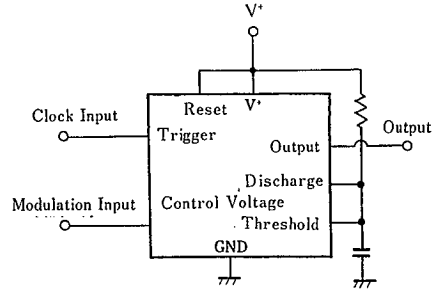 V⁺
Reset V⁺
Clock Input
Trigger
Output
Output
Discharge
Modulation Input
Control Voltage
Threshold
GND